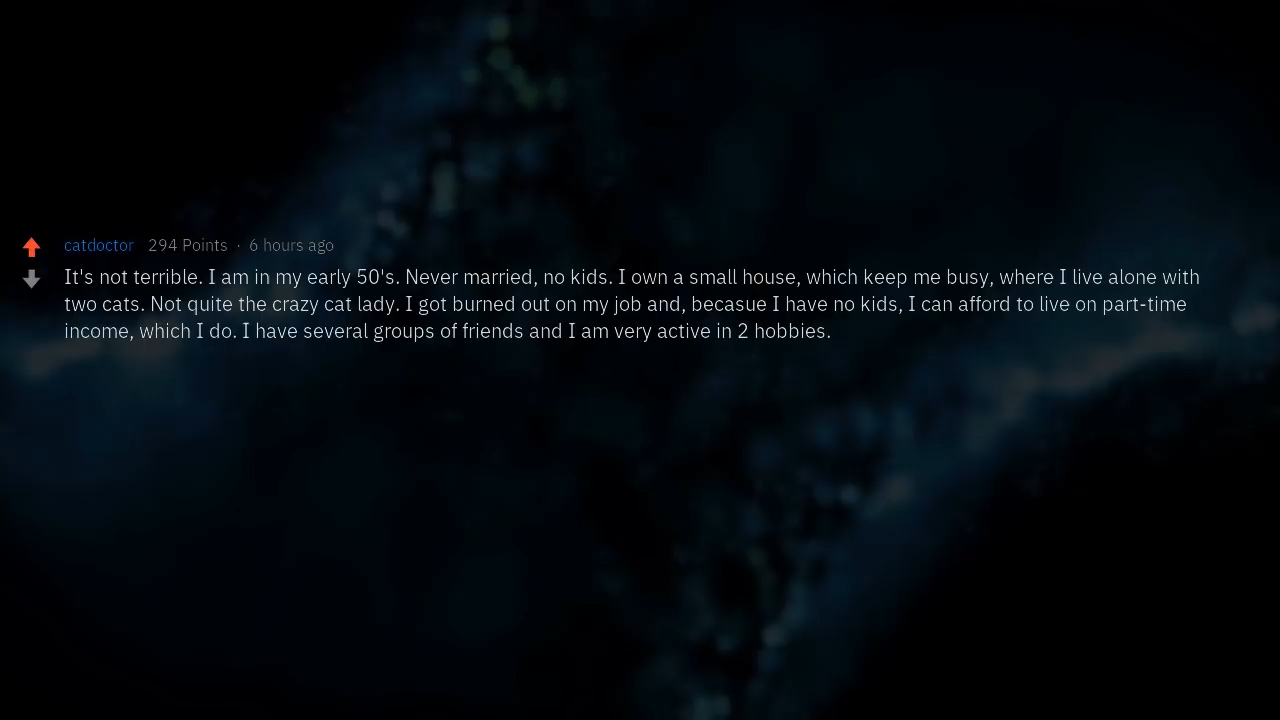 catdoctor 294 Points · 6 hours ago
It's not terrible. I am in my early 50's. Never married, no kids. I own a small house, which keep me busy, where I live alone with
two cats. Not quite the crazy cat lady. I got burned out on my job and, becasue I have no kids, I can afford to live on part-time
income, which I do. I have several groups of friends and I am very active in 2 hobbies.